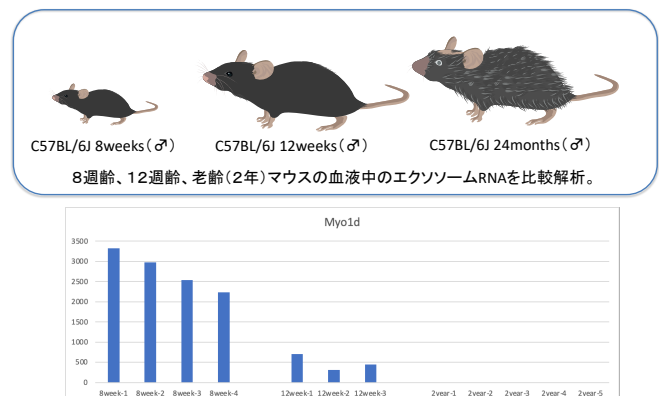 C57BL/6J 8weeks(♂) C57BL/6J 12weeks(♂) C57BL/6J 24months(♂)
8週齢、12週齢、老齢(2年)マウスの血液中のエクソソームRNAを比較解析。
Myo1d
3500
3000
2500
2000
1500
1000
500
0
8week-1 8week-2 8week-3 8week-4 12week-1 12week-2 12week-3 2year-1 2year-2 2year-3 2year-4 2year-5